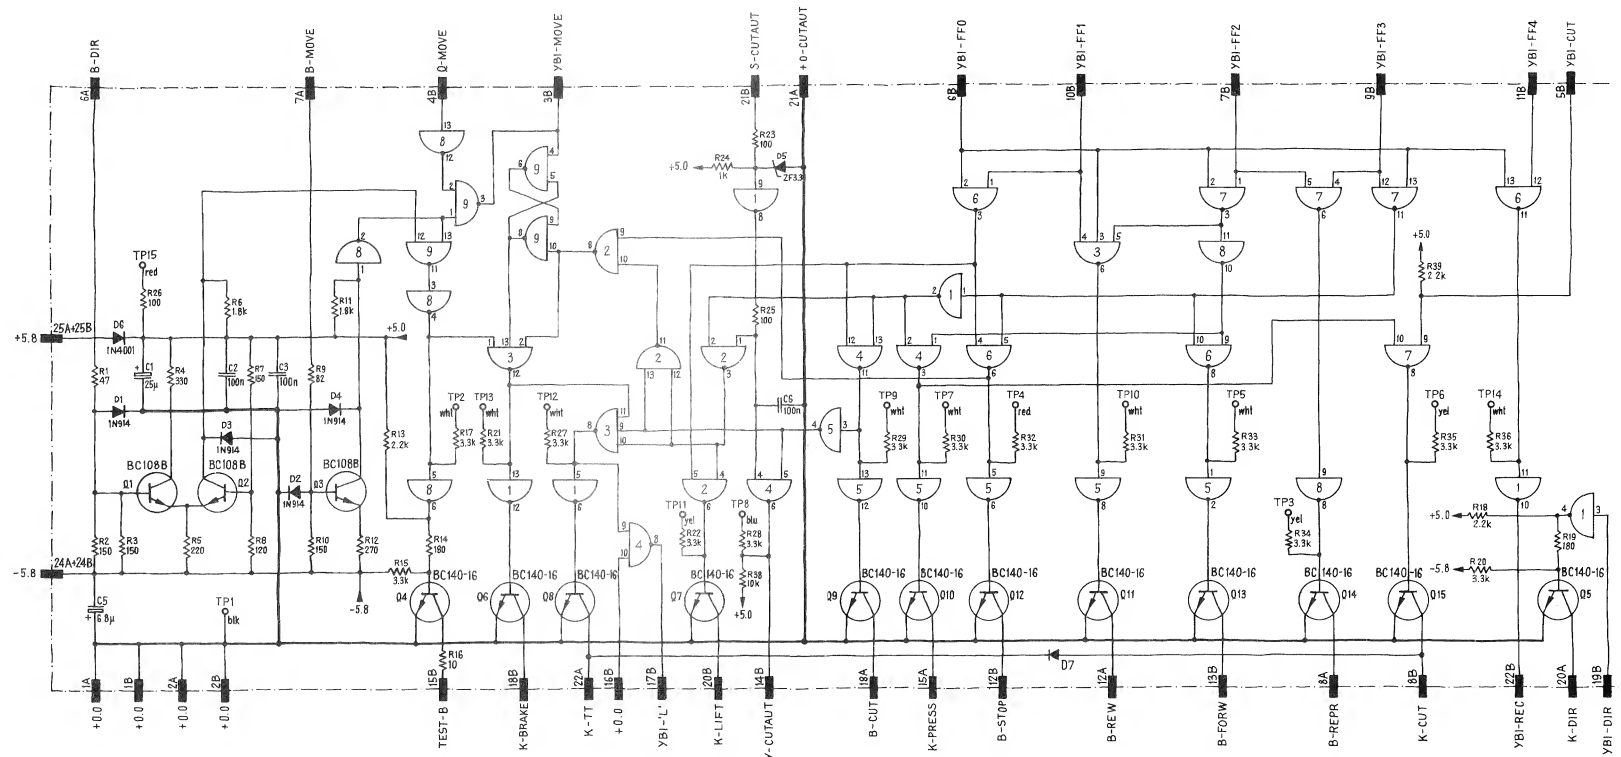 B-DIR
B-MOVE
Q-MOVE
YBI-MOVE
S-CUTAUT
+0-CUTAUT
YBI-FF0
YBI-FF1
YBI-FF2
YBI-FF3
YBI-FF4
YBI-CUT
6A
7A
4B
3B
21B
21A
6B
10B
7B
9B
11B
5B
R23
100
+5.0
R24
1K
D5
ZF3.3
TP15
red
R26
100
R6
1.8k
R11
1.8k
+5.0
R25
100
+5.0
R39
2.2k
+5.8
25A+25B
D6
1N4001
R1
47
C1
25µ
R4
330
C2
100n
R7
150
C3
100n
R9
82
D1
1N914
D4
1N914
D3
1N914
R13
2.2k
TP2
wht
R17
3.3k
TP13
wht
R21
3.3k
TP12
wht
R27
3.3k
C6
100n
TP9
wht
R29
3.3k
TP7
wht
R30
3.3k
TP4
red
R32
3.3k
TP10
wht
R31
3.3k
TP5
wht
R33
3.3k
TP6
yel
R35
3.3k
TP14
wht
R36
3.3k
BC108B
Q1
BC108B
Q2
D2
1N914
BC108B
Q3
R2
150
R3
150
R5
220
R8
120
R10
150
R12
270
R14
180
R15
3.3k
TP11
yel
R22
3.3k
TP8
blu
R28
3.3k
R38
10k
+5.0
TP3
yel
R34
3.3k
+5.0
R18
2.2k
R19
180
-5.8
R20
3.3k
-5.8
24A+24B
-5.8
C5
6.8µ
TP1
blk
BC140-16
Q4
BC140-16
Q6
BC140-16
Q8
BC140-16
Q7
BC140-16
Q9
BC140-16
Q10
BC140-16
Q12
BC140-16
Q11
BC140-16
Q13
BC140-16
Q14
BC140-16
Q15
BC140-16
Q5
R16
10
D7
1A
1B
2A
2B
15B
18B
22A
16B
17B
20B
14B
18A
15A
12B
12A
13B
8A
8B
22B
20A
19B
+0.0
+0.0
+0.0
+0.0
TEST-B
K-BRAKE
K-TT
+0.0
YBI-'L'
K-LIFT
Y-CUTAUT
B-CUT
K-PRESS
B-STOP
B-REW
B-FORW
B-REPR
K-CUT
YBI-REC
K-DIR
YBI-DIR